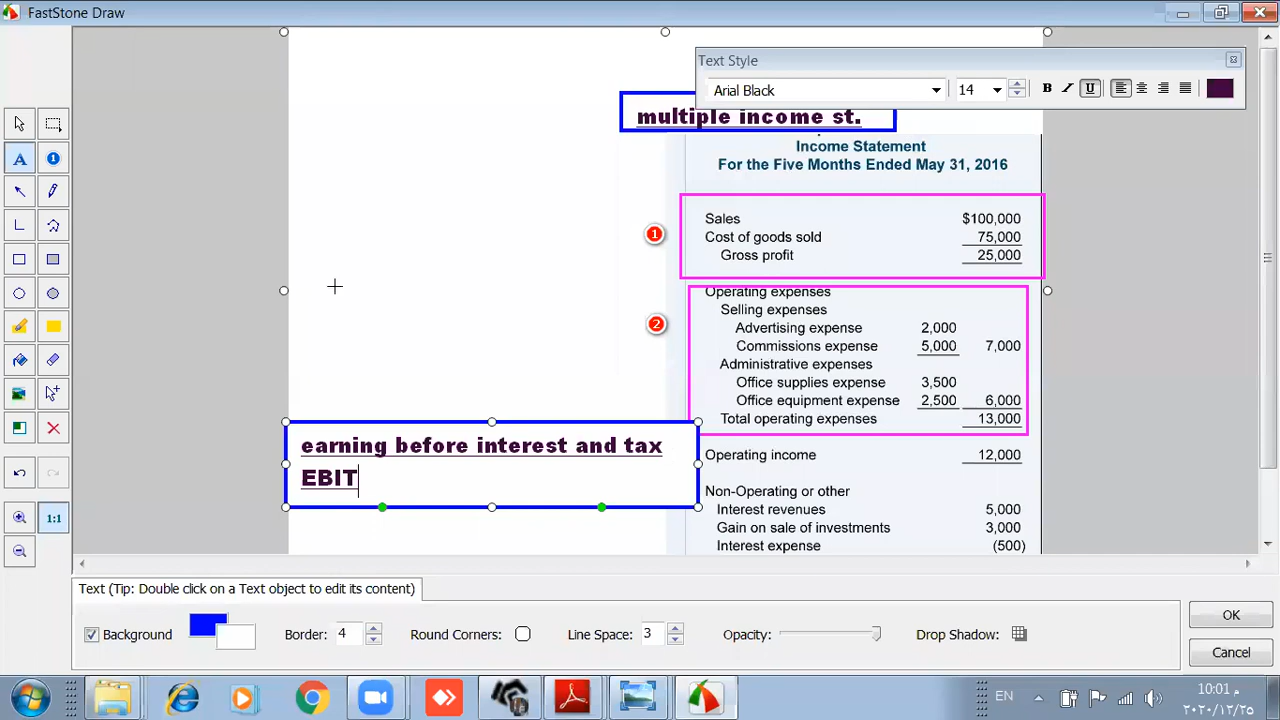 FastStone Draw
Text Style
Arial Black
14
B
I
U
multiple income st.
Income Statement
For the Five Months Ended May 31, 2016
1
Sales $100,000
Cost of goods sold 75,000
Gross profit 25,000
2
Operating expenses
Selling expenses
Advertising expense 2,000
Commissions expense 5,000 7,000
Administrative expenses
Office supplies expense 3,500
Office equipment expense 2,500 6,000
Total operating expenses 13,000
earning before interest and tax
EBIT
Operating income 12,000
Non-Operating or other
Interest revenues 5,000
Gain on sale of investments 3,000
Interest expense (500)
A
1
1:1
Text (Tip: Double click on a Text object to edit its content)
Background
Border: 4
Round Corners:
Line Space: 3
Opacity:
Drop Shadow:
OK
Cancel
EN
10:01 م
٢٠٢٠/١٢/٢٥